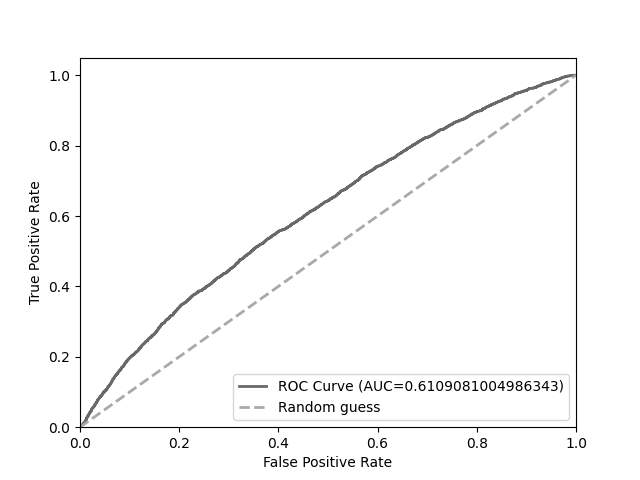 1.0
0.8
0.6
0.4
0.2
0.0
True Positive Rate
ROC Curve (AUC=0.6109081004986343)
Random guess
0.0 0.2 0.4 0.6 0.8 1.0
False Positive Rate